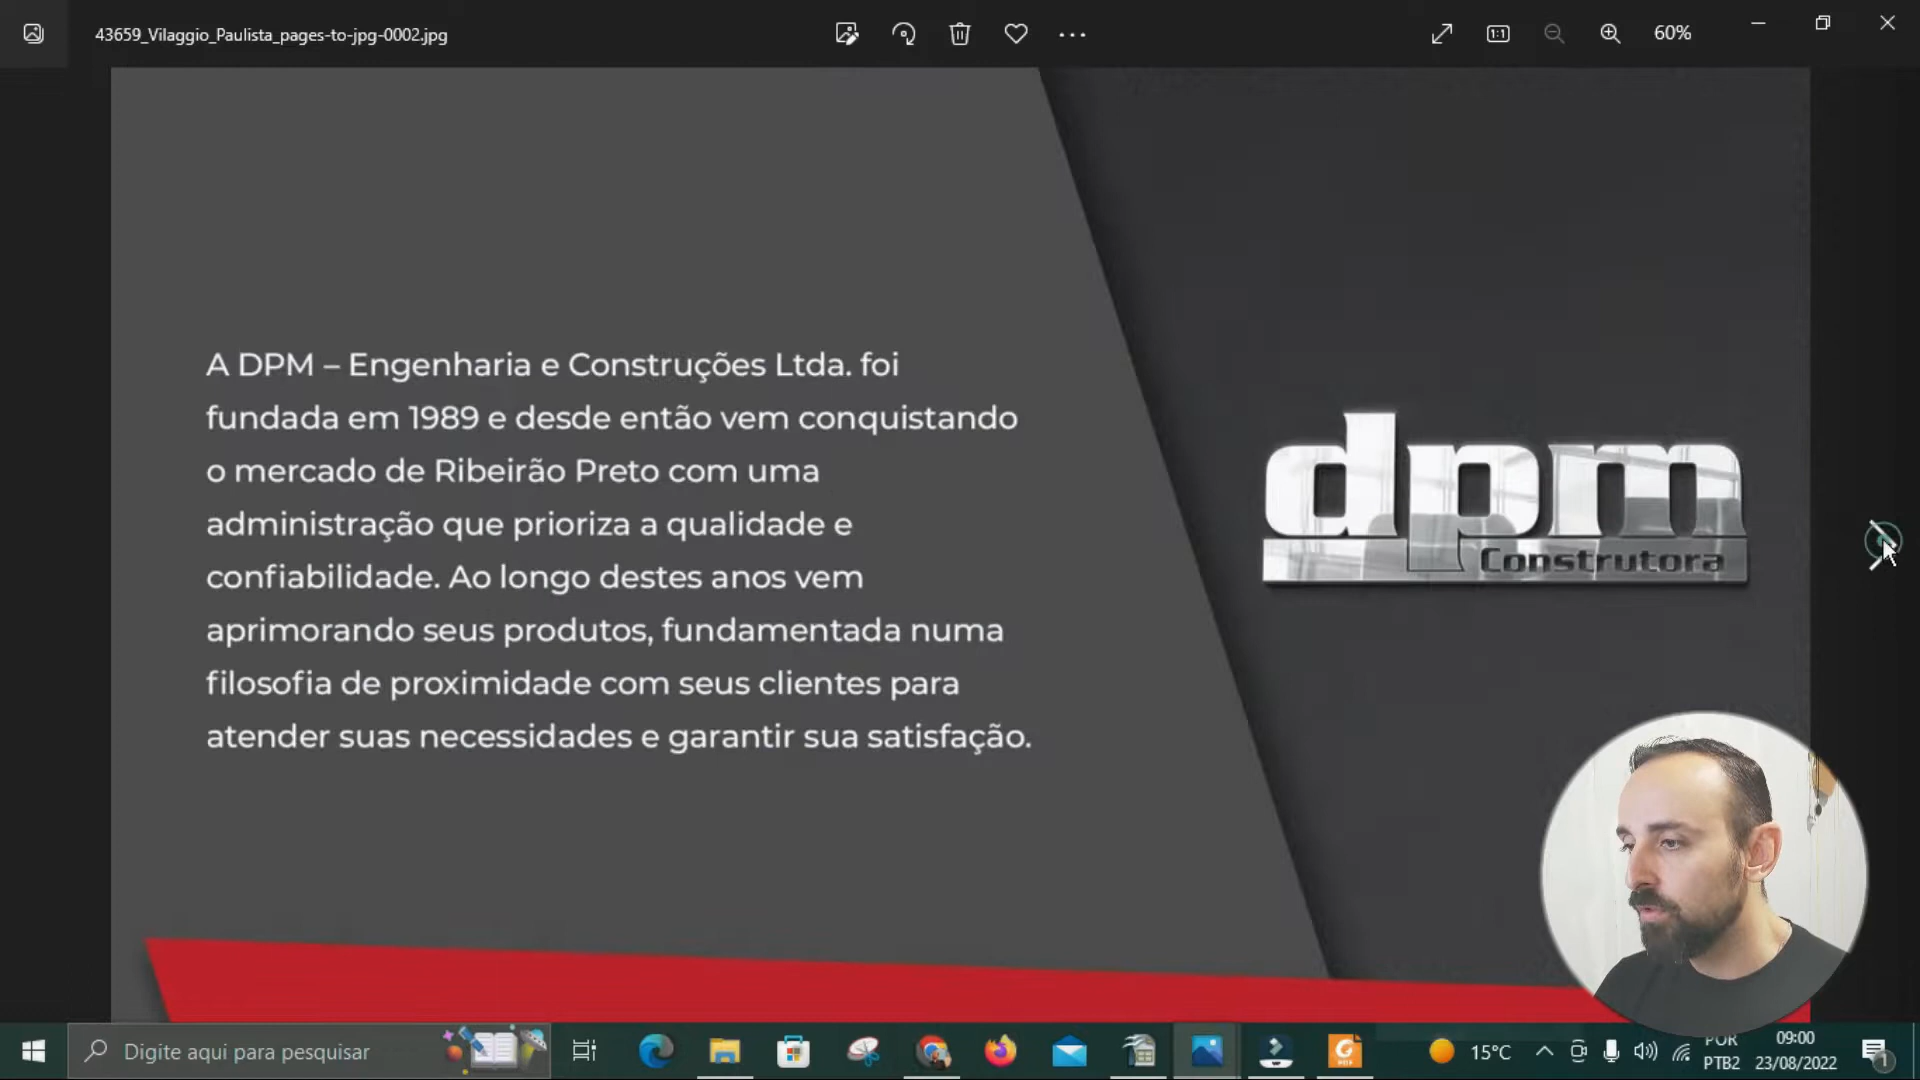 43659_Vilaggio_Paulista_pages-to-jpg-0002.jpg
1:1
60%
A DPM – Engenharia e Construções Ltda. foi
fundada em 1989 e desde então vem conquistando
o mercado de Ribeirão Preto com uma
administração que prioriza a qualidade e
confiabilidade. Ao longo destes anos vem
aprimorando seus produtos, fundamentada numa
filosofia de proximidade com seus clientes para
atender suas necessidades e garantir sua satisfação.
dpm
Construtora
Digite aqui para pesquisar
15°C
POR
PTB2
09:00
23/08/2022
1